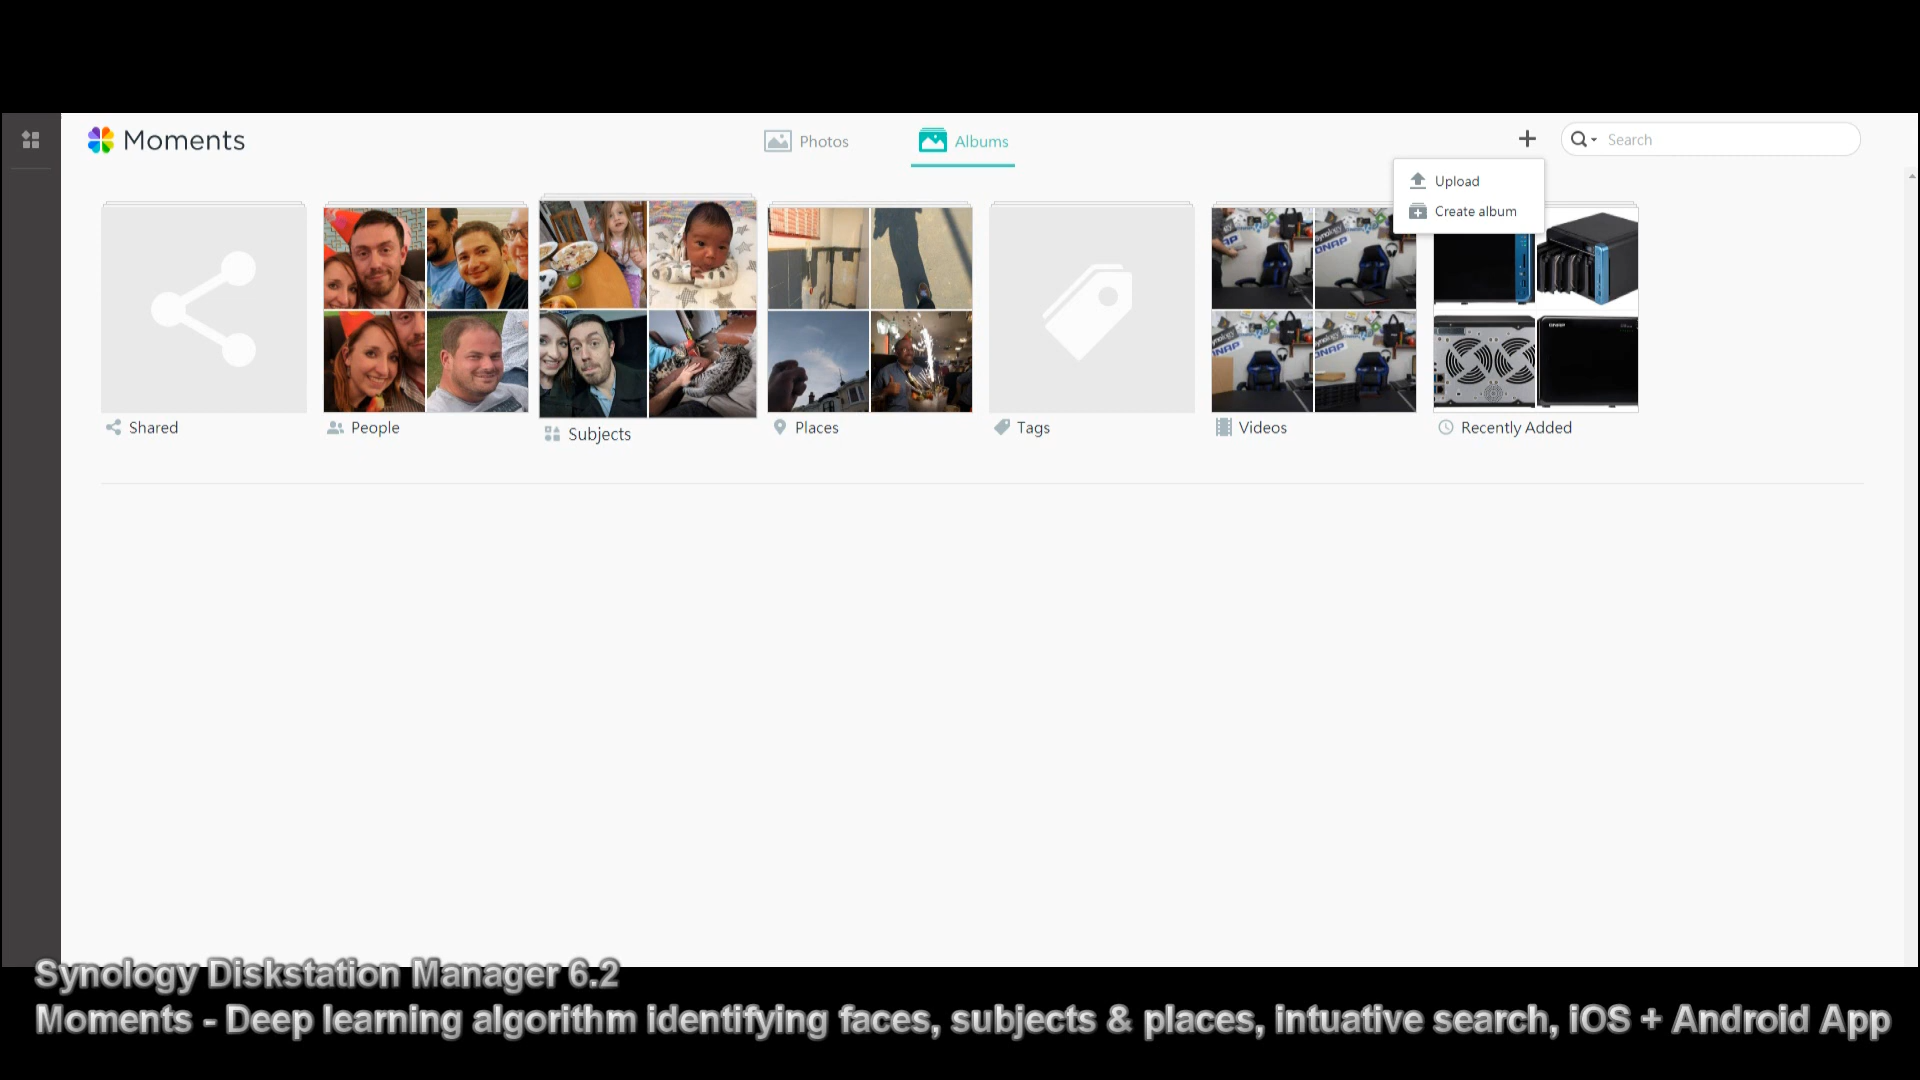 Moments
Photos
Albums
Search
Upload
Create album
Shared
People
Subjects
Places
Tags
Videos
Recently Added
Synology Diskstation Manager 6.2
Moments - Deep learning algorithm identifying faces, subjects & places, intuative search, iOS + Android App